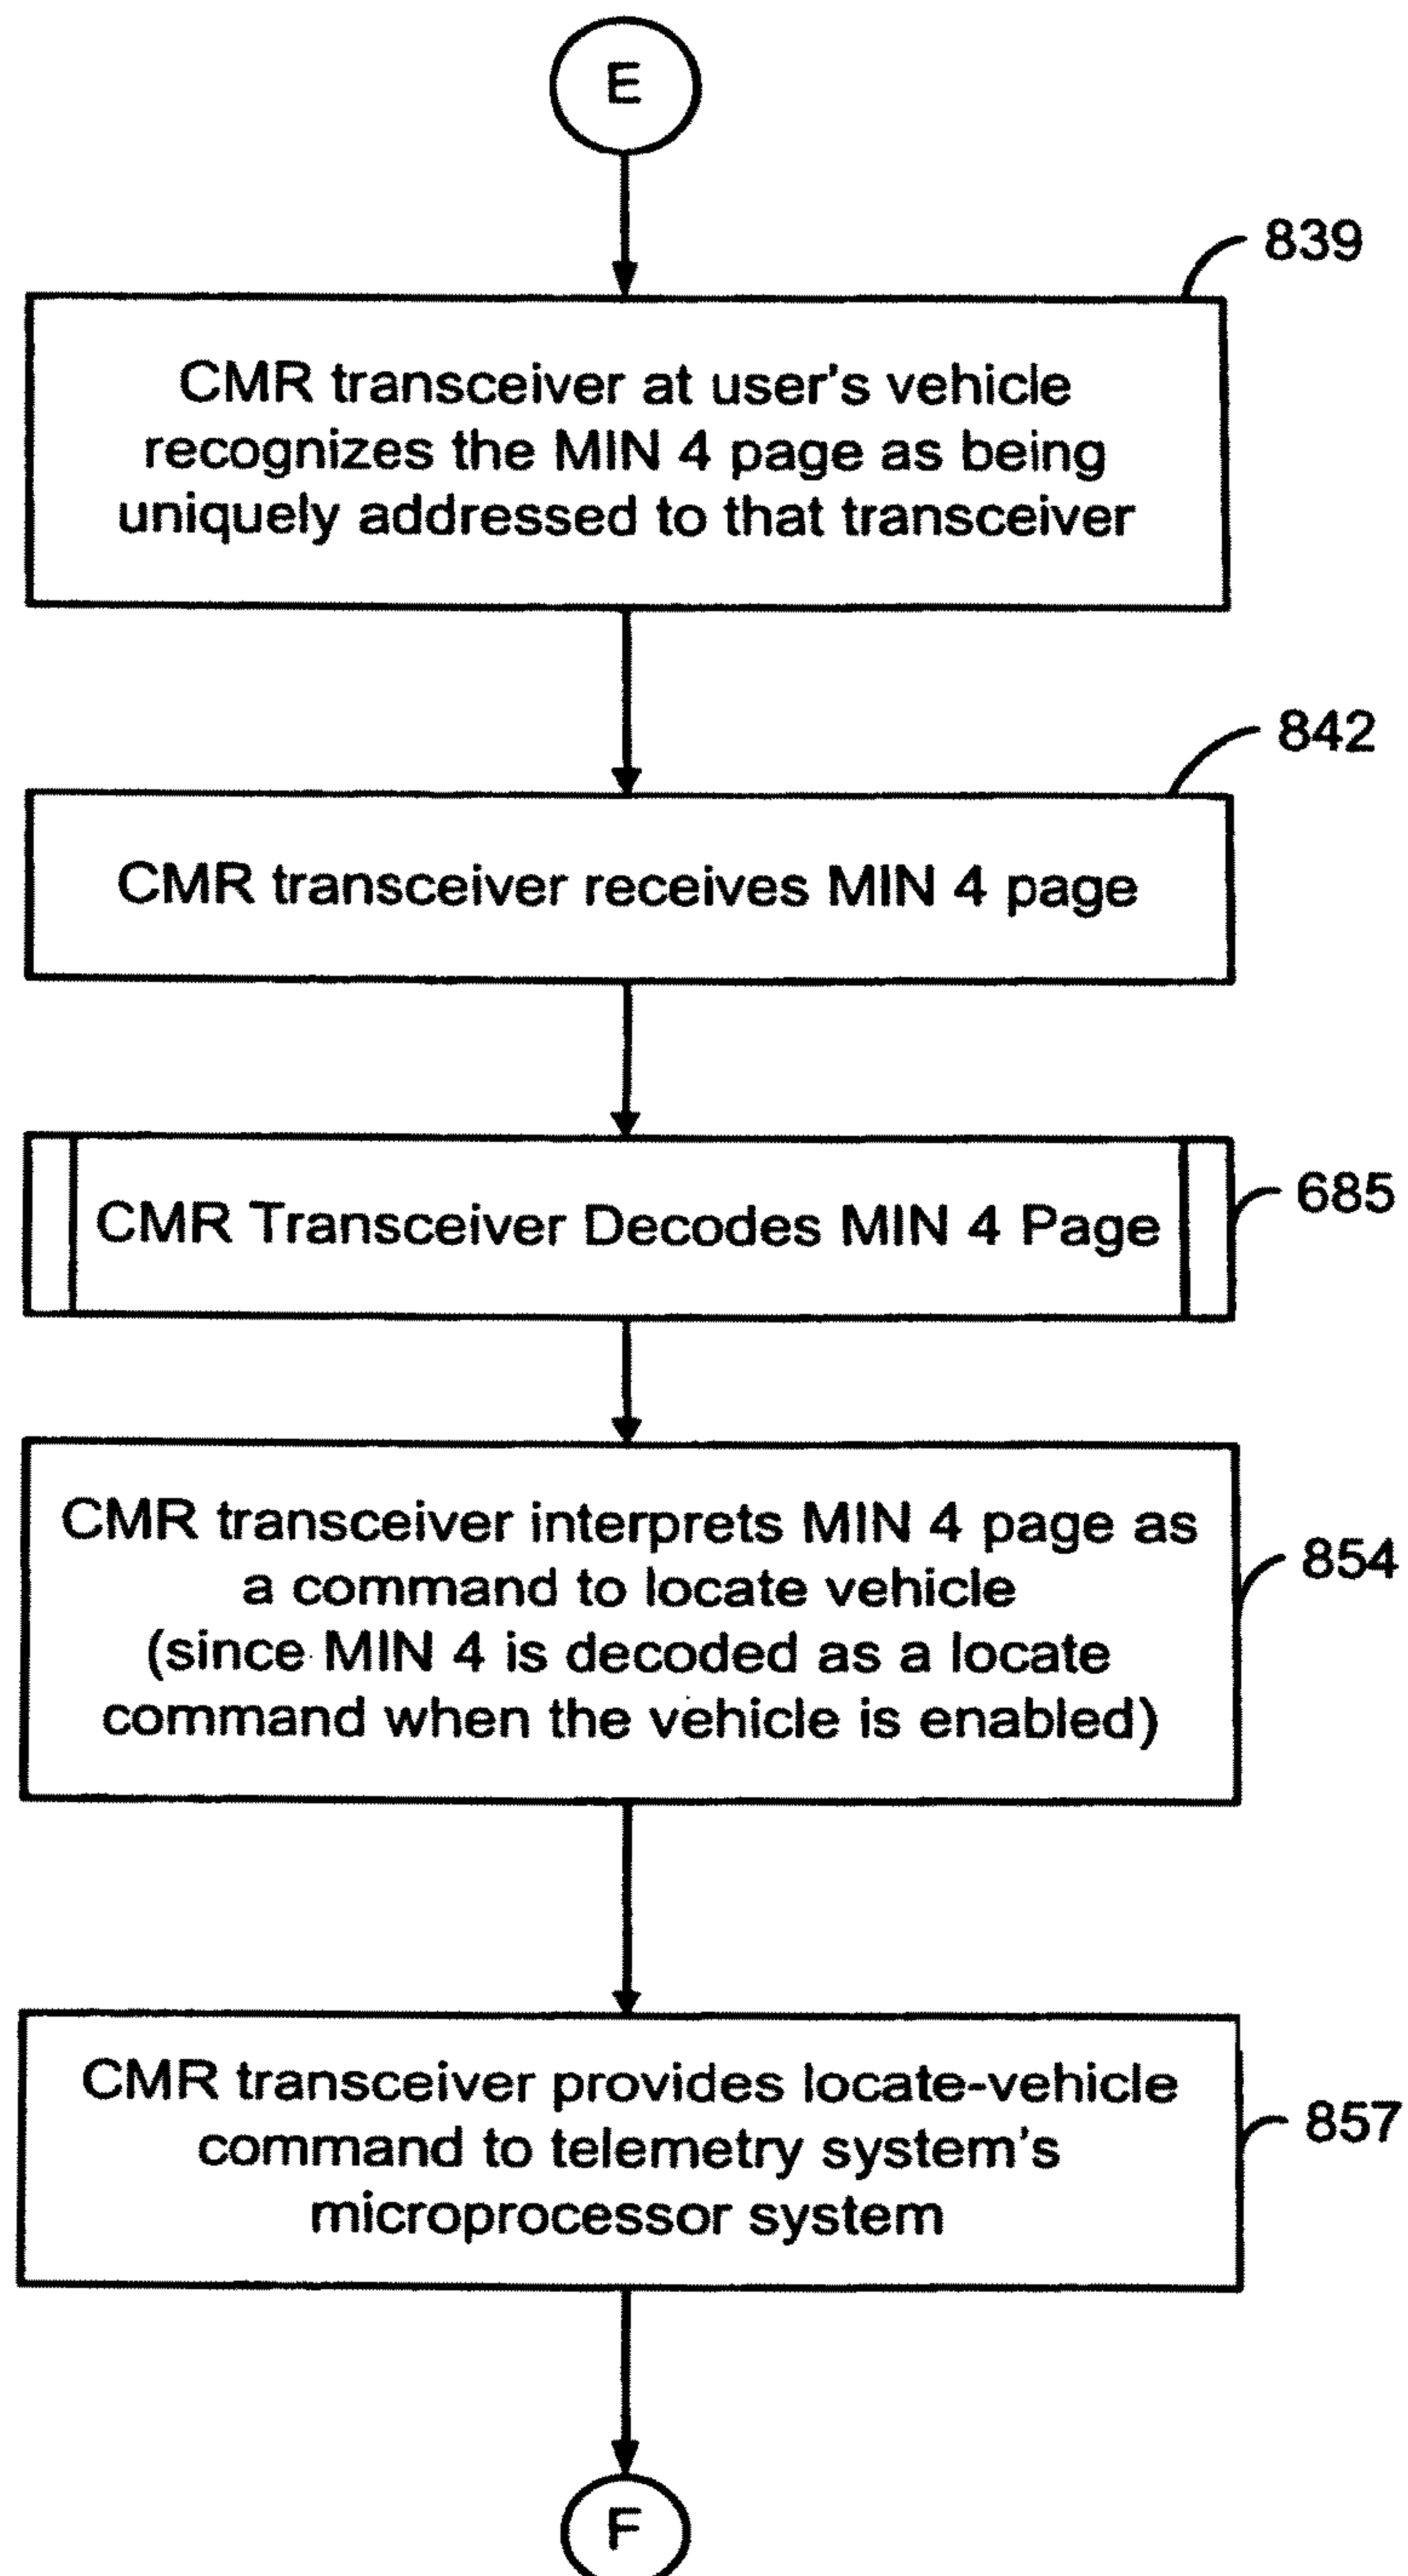 E
839
CMR transceiver at user's vehicle
recognizes the MIN 4 page as being
uniquely addressed to that transceiver
842
CMR transceiver receives MIN 4 page
CMR Transceiver Decodes MIN 4 Page
685
CMR transceiver interprets MIN 4 page as
a command to locate vehicle
(since MIN 4 is decoded as a locate
command when the vehicle is enabled)
854
CMR transceiver provides locate-vehicle
command to telemetry system's
microprocessor system
857
F